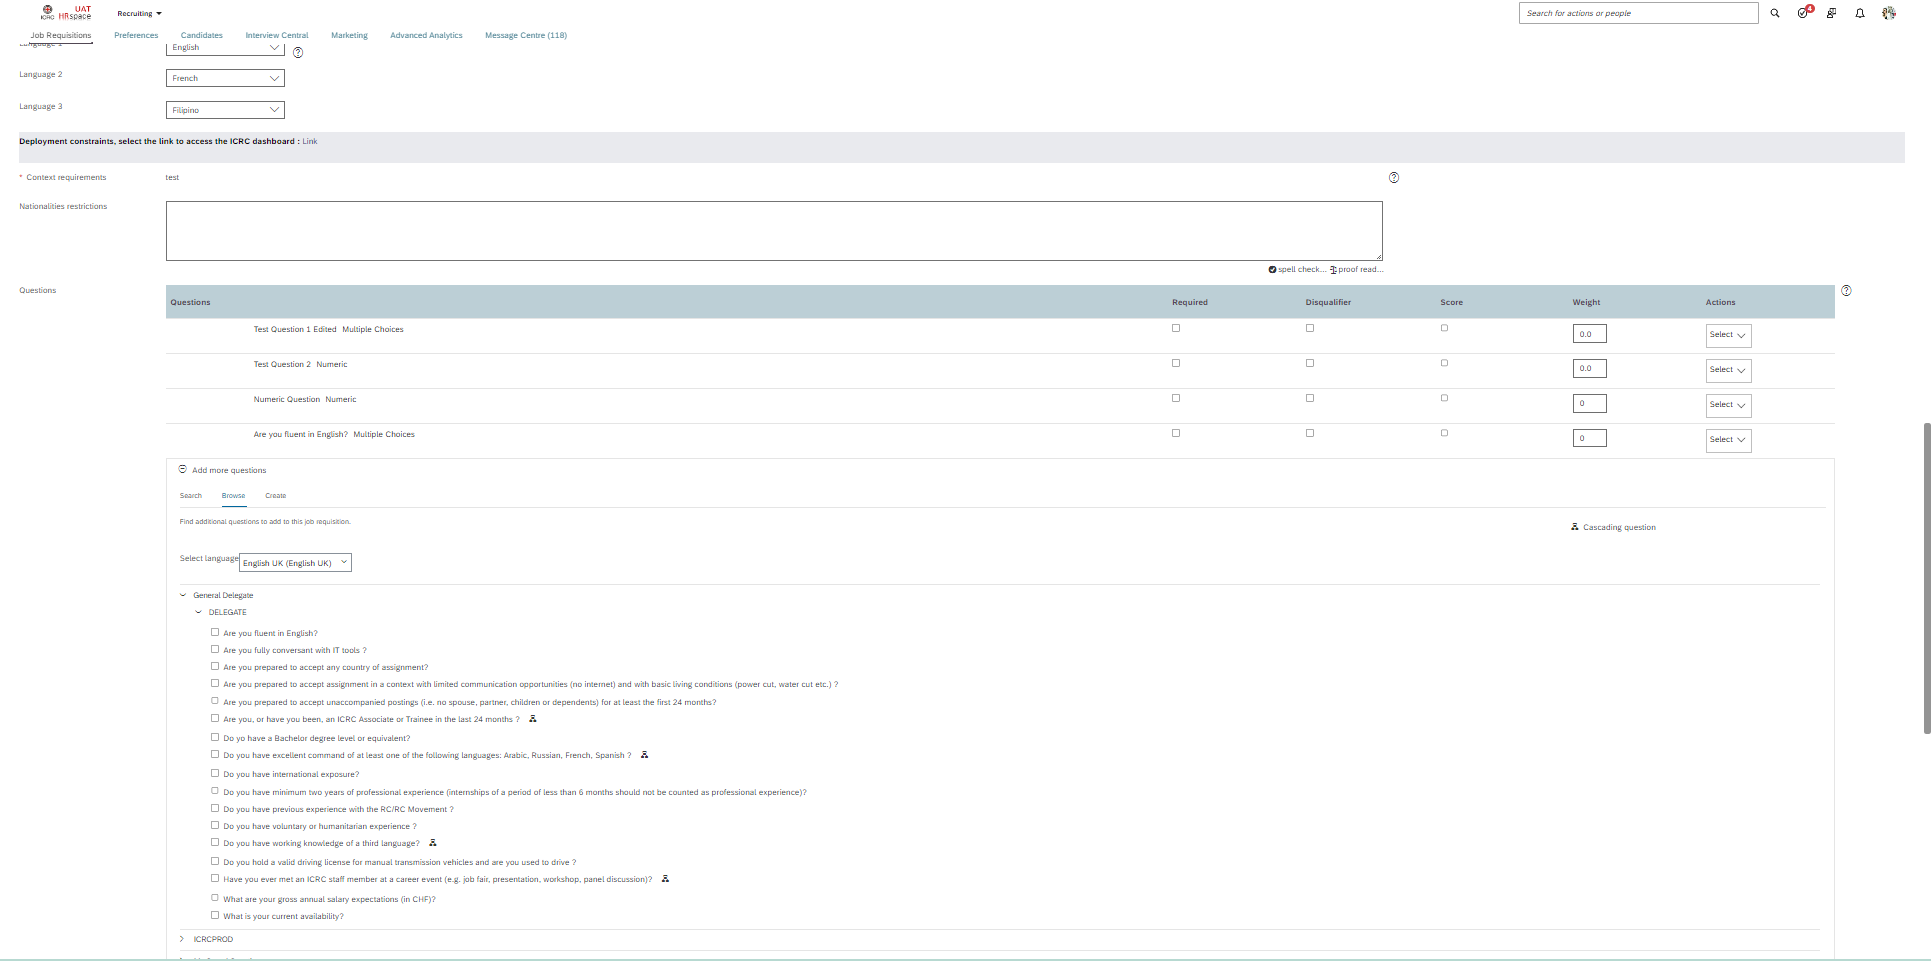 UAT
ICRC HRspace
Recruiting
Search for actions or people
4
Job Requisitions Preferences Candidates Interview Central Marketing Advanced Analytics Message Centre (118)
English
Language 2 French
Language 3 Filipino
Deployment constraints, select the link to access the ICRC dashboard : Link
* Context requirements test
Nationalities restrictions
spell check... proof read...
Questions
Questions Required Disqualifier Score Weight Actions
Test Question 1 Edited Multiple Choices 0.0 Select
Test Question 2 Numeric 0.0 Select
Numeric Question Numeric 0 Select
Are you fluent in English? Multiple Choices 0 Select
Add more questions
Search Browse Create
Find additional questions to add to this job requisition.
Cascading question
Select language English UK (English UK)
General Delegate
DELEGATE
Are you fluent in English?
Are you fully conversant with IT tools ?
Are you prepared to accept any country of assignment?
Are you prepared to accept assignment in a context with limited communication opportunities (no internet) and with basic living conditions (power cut, water cut etc.) ?
Are you prepared to accept unaccompanied postings (i.e. no spouse, partner, children or dependents) for at least the first 24 months?
Are you, or have you been, an ICRC Associate or Trainee in the last 24 months ?
Do yo have a Bachelor degree level or equivalent?
Do you have excellent command of at least one of the following languages: Arabic, Russian, French, Spanish ?
Do you have international exposure?
Do you have minimum two years of professional experience (internships of a period of less than 6 months should not be counted as professional experience)?
Do you have previous experience with the RC/RC Movement ?
Do you have voluntary or humanitarian experience ?
Do you have working knowledge of a third language?
Do you hold a valid driving license for manual transmission vehicles and are you used to drive ?
Have you ever met an ICRC staff member at a career event (e.g. job fair, presentation, workshop, panel discussion)?
What are your gross annual salary expectations (in CHF)?
What is your current availability?
ICRCPROD